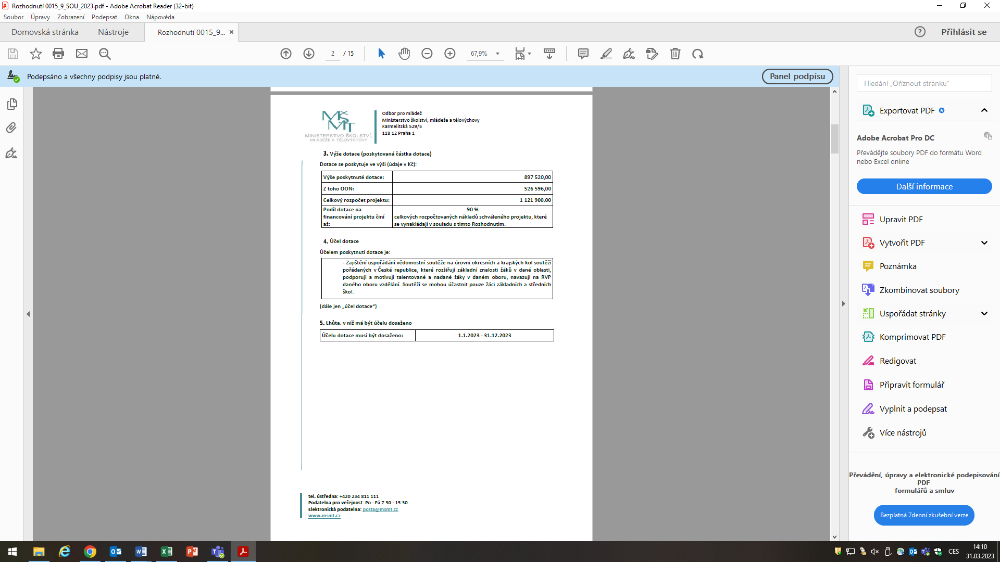 Rozhodnutí 0015_9_SOU_2023.pdf - Adobe Acrobat Reader (32-bit)
Soubor Úpravy Zobrazení Podepsat Okna Nápověda
Domovská stránka Nástroje Rozhodnutí 0015_9... × Přihlásit se
2 / 15 67,9%
Podepsáno a všechny podpisy jsou platné. Panel podpisu
Hledání „Oříznout stránku“
Exportovat PDF
Adobe Acrobat Pro DC
Převádějte soubory PDF do formátu Word
nebo Excel online
Další informace
Upravit PDF
Vytvořit PDF
Poznámka
Zkombinovat soubory
Uspořádat stránky
Komprimovat PDF
Redigovat
Připravit formulář
Vyplnit a podepsat
Více nástrojů
Převádění, úpravy a elektronické podepisování
PDF
formulářů a smluv
Bezplatná 7denní zkušební verze
MŠMT
MINISTERSTVO ŠKOLSTVÍ,
MLÁDEŽE A TĚLOVÝCHOVY
Odbor pro mládež
Ministerstvo školství, mládeže a tělovýchovy
Karmelitská 529/5
118 12 Praha 1
3. Výše dotace (poskytovaná částka dotace)
Dotace se poskytuje ve výši (údaje v Kč):
Výše poskytnuté dotace: 897 520,00
Z toho OON: 526 596,00
Celkový rozpočet projektu: 1 121 900,00
Podíl dotace na
financování projektu činí
až:
90 %
celkových rozpočtovaných nákladů schváleného projektu, které
se vynakládají v souladu s tímto Rozhodnutím.
4. Účel dotace
Účelem poskytnutí dotace je:
- Zajištění uspořádání vědomostní soutěže na úrovni okresních a krajských kol soutěží
pořádaných v České republice, které rozšiřují základní znalosti žáků v dané oblasti,
podporují a motivují talentované a nadané žáky v daném oboru, navazují na RVP
daného oboru vzdělání. Soutěží se mohou účastnit pouze žáci základních a středních
škol.
(dále jen „účel dotace“)
5. Lhůta, v níž má být účelu dosaženo
Účelu dotace musí být dosaženo: 1.1.2023 - 31.12.2023
tel. ústředna: +420 234 811 111
Podatelna pro veřejnost: Po - Pá 7:30 - 15:30
Elektronická podatelna: posta@msmt.cz
www.msmt.cz
CES
14:10
31.03.2023